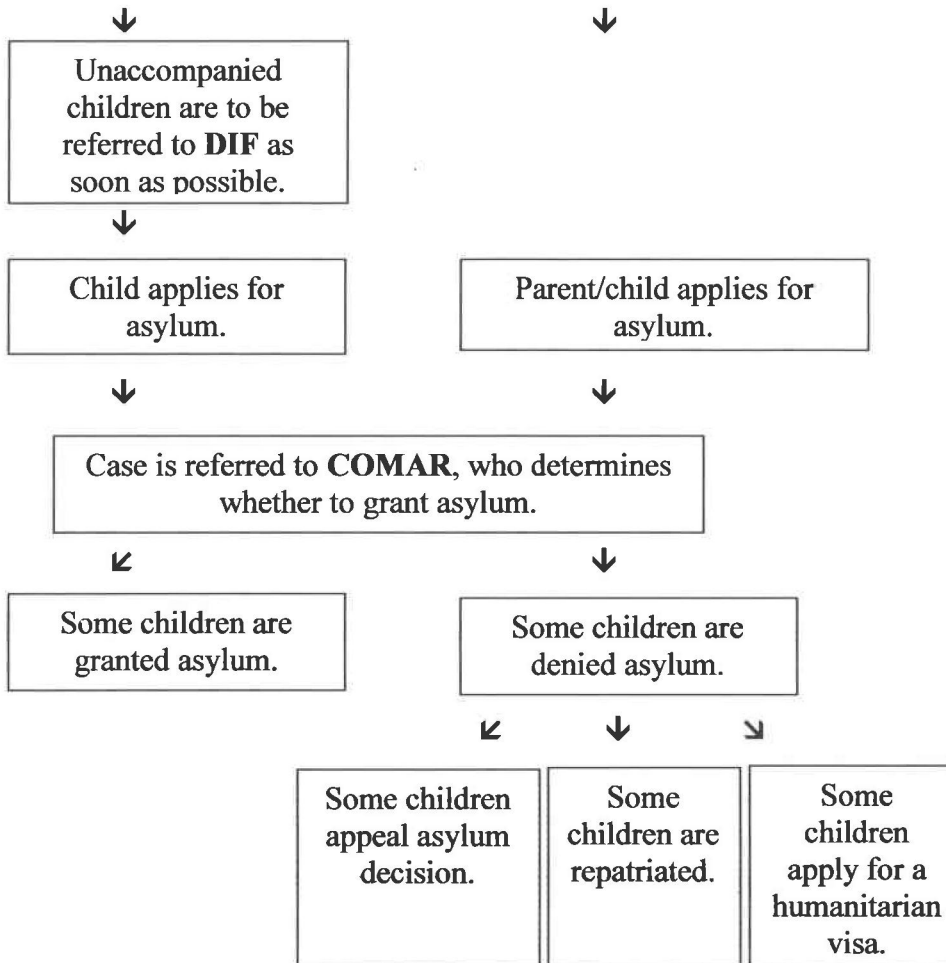 Unaccompanied
children are to be
referred to DIF as
soon as possible.
Child applies for
asylum.
Parent/child applies for
asylum.
Case is referred to COMAR, who determines
whether to grant asylum.
Some children are
granted asylum.
Some children are
denied asylum.
Some children
appeal asylum
decision.
Some
children are
repatriated.
Some
children
apply for a
humanitarian
visa.